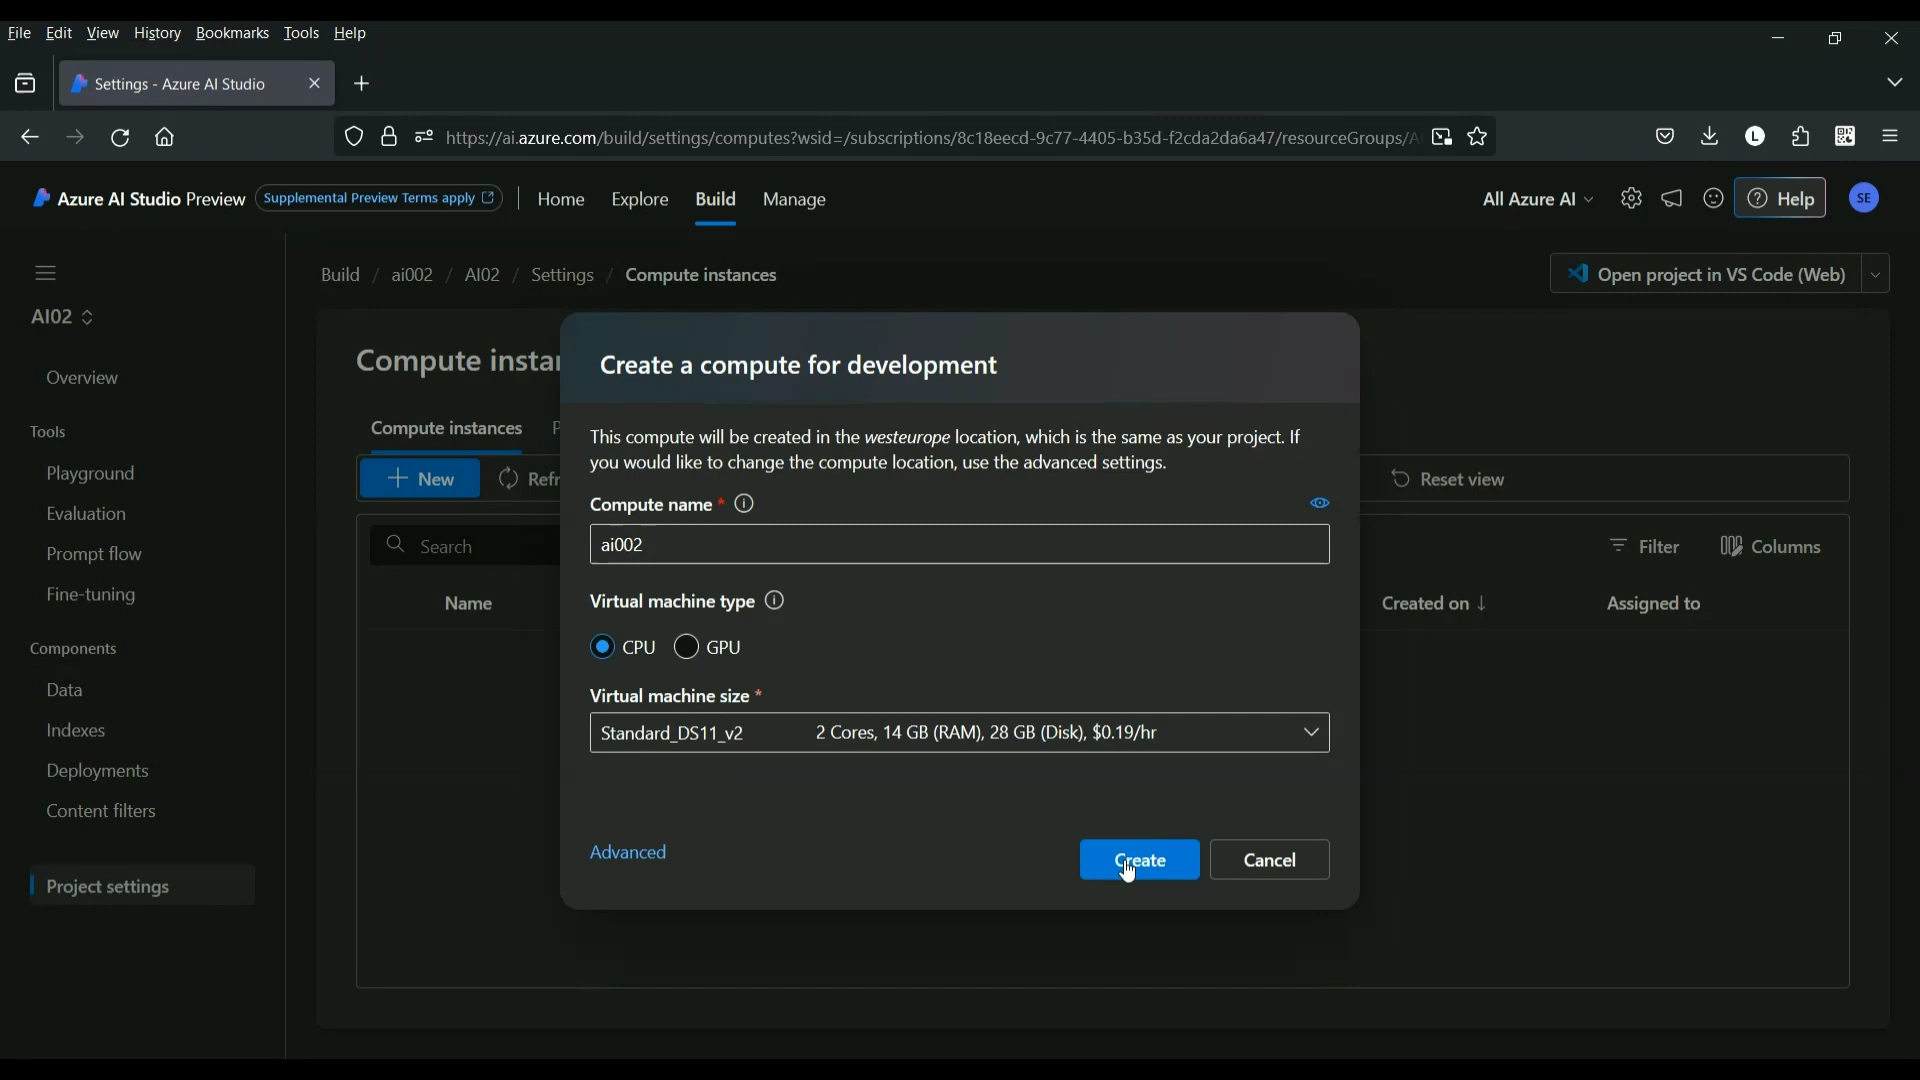 File Edit View History Bookmarks Tools Help
Settings - Azure AI Studio
https://ai.azure.com/build/settings/computes?wsid=/subscriptions/8c18eecd-9c77-4405-b35d-f2cda2da6a47/resourceGroups/A
Azure AI Studio Preview Supplemental Preview Terms apply Home Explore Build Manage All Azure AI Help SE
Build / ai002 / AI02 / Settings / Compute instances Open project in VS Code (Web)
AI02
Overview
Tools
Playground
Evaluation
Prompt flow
Fine-tuning
Components
Data
Indexes
Deployments
Content filters
Project settings
Compute instan
Compute instances P
New Refr Reset view
Search Filter Columns
Name Created on ↓ Assigned to
Create a compute for development
This compute will be created in the westeurope location, which is the same as your project. If
you would like to change the compute location, use the advanced settings.
Compute name *
ai002
Virtual machine type
CPU GPU
Virtual machine size *
Standard_DS11_v2 2 Cores, 14 GB (RAM), 28 GB (Disk), $0.19/hr
Advanced Create Cancel